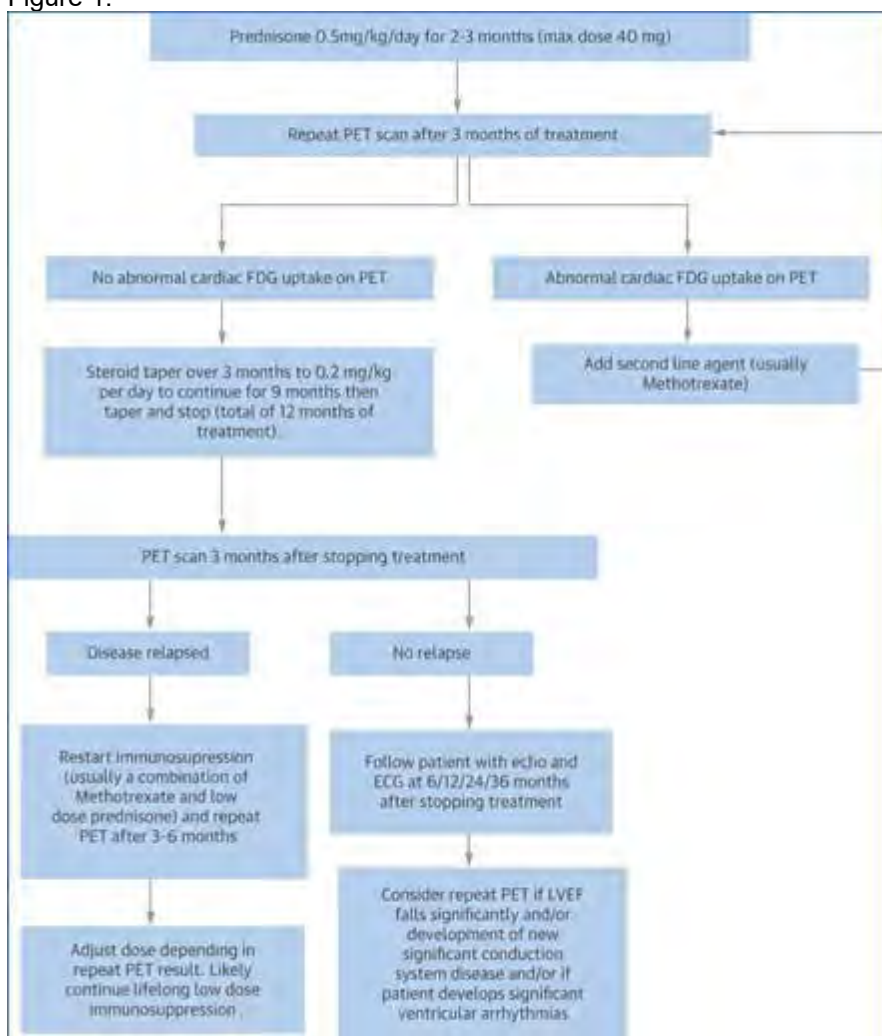 Figure 1.
Prednisone 0.5mg/kg/day for 2-3 months (max dose 40 mg)
Repeat PET scan after 3 months of treatment
No abnormal cardiac FDG uptake on PET
Abnormal cardiac FDG uptake on PET
Steroid taper over 3 months to 0.2 mg/kg
per day to continue for 9 months then
taper and stop (total of 12 months of
treatment)
Add second line agent (usually
Methotrexate)
PET scan 3 months after stopping treatment
Disease relapsed
No relapse
Restart immunosupression
(usually a combination of
Methotrexate and low
dose prednisone) and repeat
PET after 3-6 months
Follow patient with echo and
ECG at 6/12/24/36 months
after stopping treatment
Adjust dose depending in
repeat PET result. Likely
continue lifelong low dose
immunosuppression
Consider repeat PET if LVEF
falls significantly and/or
development of new
significant conduction
system disease and/or if
patient develops significant
ventricular arrhythmias